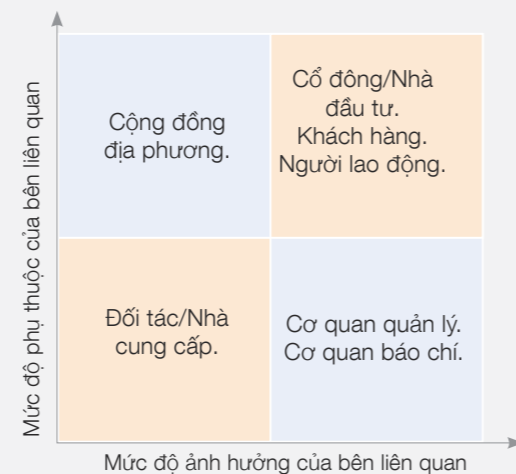 Mức độ phụ thuộc của bên liên quan
Cộng đồng
địa phương.
Cổ đông/Nhà
đầu tư.
Khách hàng.
Người lao động.
Đối tác/Nhà
cung cấp.
Cơ quan quản lý.
Cơ quan báo chí.
Mức độ ảnh hưởng của bên liên quan